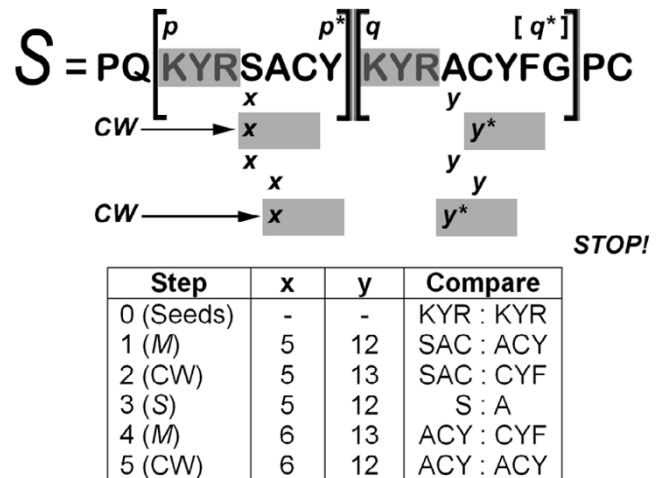 p p* q [ q* ]
S = PQ[KYRSACY][KYRACYFG]PC
x y
CW x y*
x y
x y
CW x y*
STOP!
Step x y Compare
0 (Seeds) - - KYR : KYR
1 (M) 5 12 SAC : ACY
2 (CW) 5 13 SAC : CYF
3 (S) 5 12 S : A
4 (M) 6 13 ACY : CYF
5 (CW) 6 12 ACY : ACY